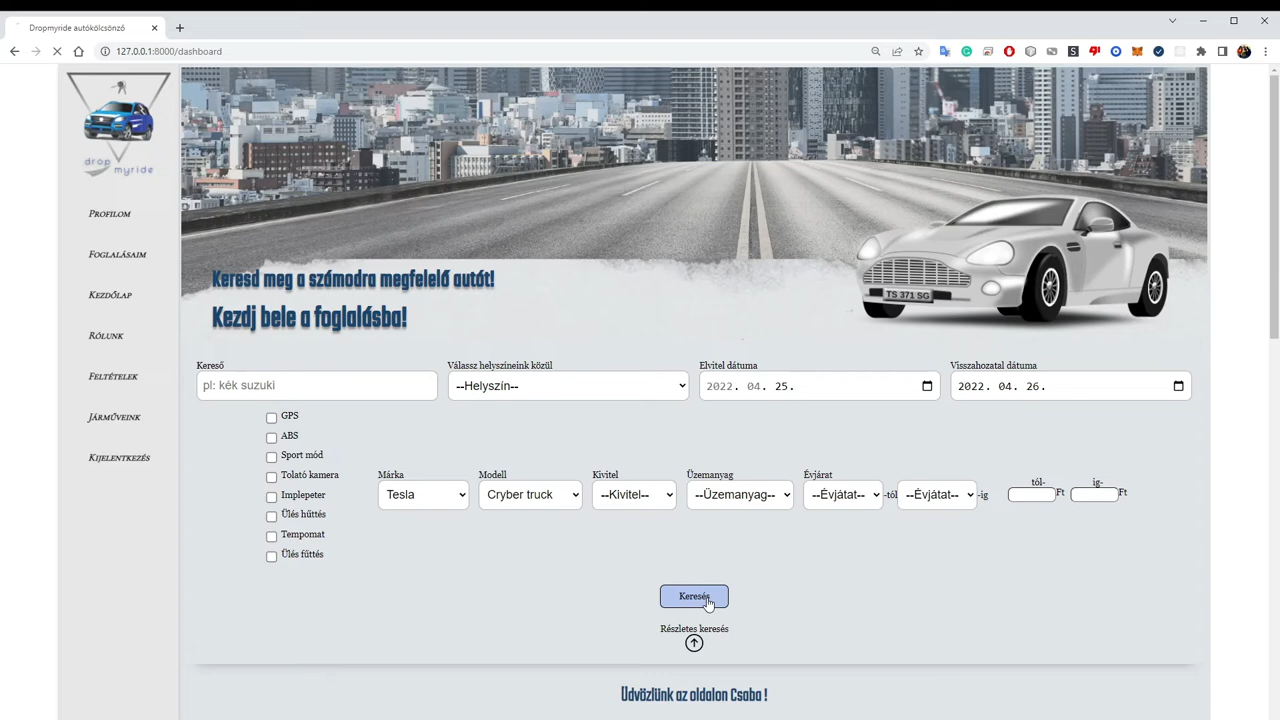 Dropmyride autókölcsönző
127.0.0.1:8000/dashboard
drop
myride
Profilom
Foglalásaim
Kezdőlap
Rólunk
Feltételek
Járműveink
Kijelentkezés
Keresd meg a számodra megfelelő autót!
Kezdj bele a foglalásba!
TS 371 SG
Kereső
Válassz helyszíneink közül
Elvitel dátuma
Visszahozatal dátuma
pl: kék suzuki
--Helyszín--
2022. 04. 25.
2022. 04. 26.
GPS
ABS
Sport mód
Tolató kamera
Implepeter
Ülés hűttés
Tempomat
Ülés fűttés
Márka
Modell
Kivitel
Üzemanyag
Évjárat
Tesla
Cryber truck
--Kivitel--
--Üzemanyag--
--Évjátat--
-tól
--Évjátat--
-ig
tól-
Ft
ig-
Ft
Keresés
Részletes keresés
Üdvözlünk az oldalon Csaba !